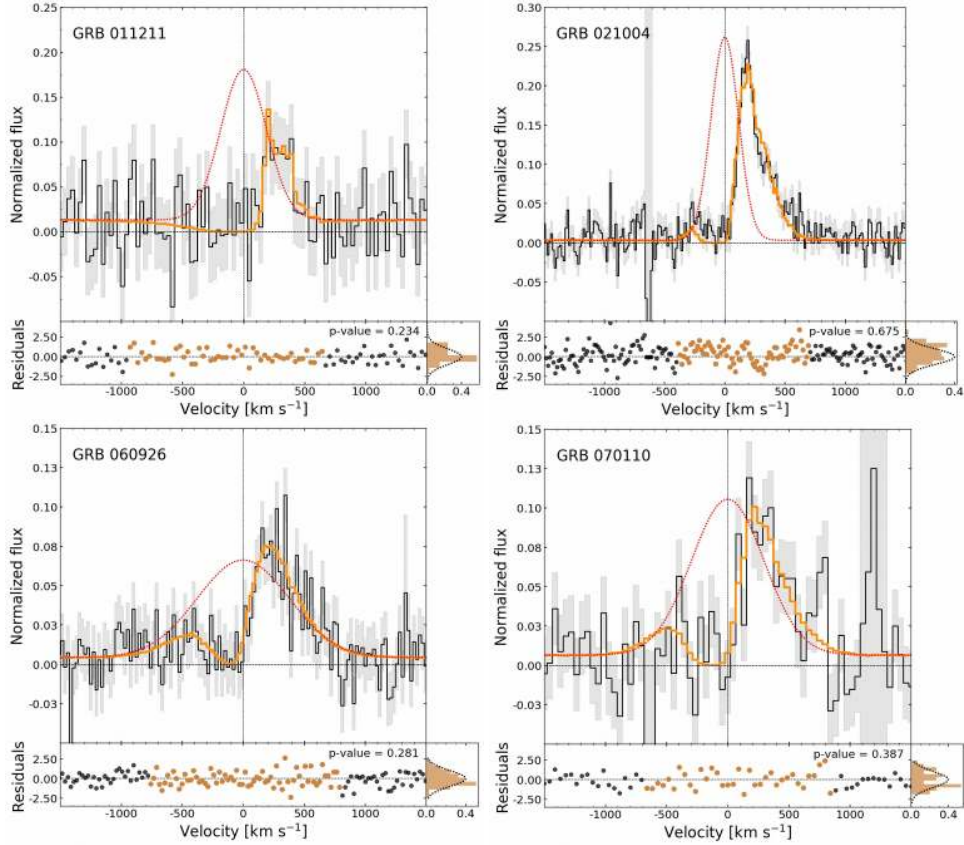 GRB 011211
Normalized flux
0.25
0.20
0.15
0.10
0.05
0.00
-0.05
Residuals
2.50
0.00
-2.50
p-value = 0.234
-1000 -500 0 500 1000 0.0 0.4
Velocity [km s⁻¹]
GRB 021004
Normalized flux
0.30
0.25
0.20
0.15
0.10
0.05
0.00
-0.05
Residuals
2.50
0.00
-2.50
p-value = 0.675
-1000 -500 0 500 1000 0.0 0.4
Velocity [km s⁻¹]
GRB 060926
Normalized flux
0.15
0.13
0.10
0.08
0.05
0.03
0.00
-0.03
Residuals
2.50
0.00
-2.50
p-value = 0.281
-1000 -500 0 500 1000 0.0 0.4
Velocity [km s⁻¹]
GRB 070110
Normalized flux
0.15
0.13
0.10
0.08
0.05
0.03
0.00
-0.03
Residuals
2.50
0.00
-2.50
p-value = 0.387
-1000 -500 0 500 1000 0.0 0.4
Velocity [km s⁻¹]